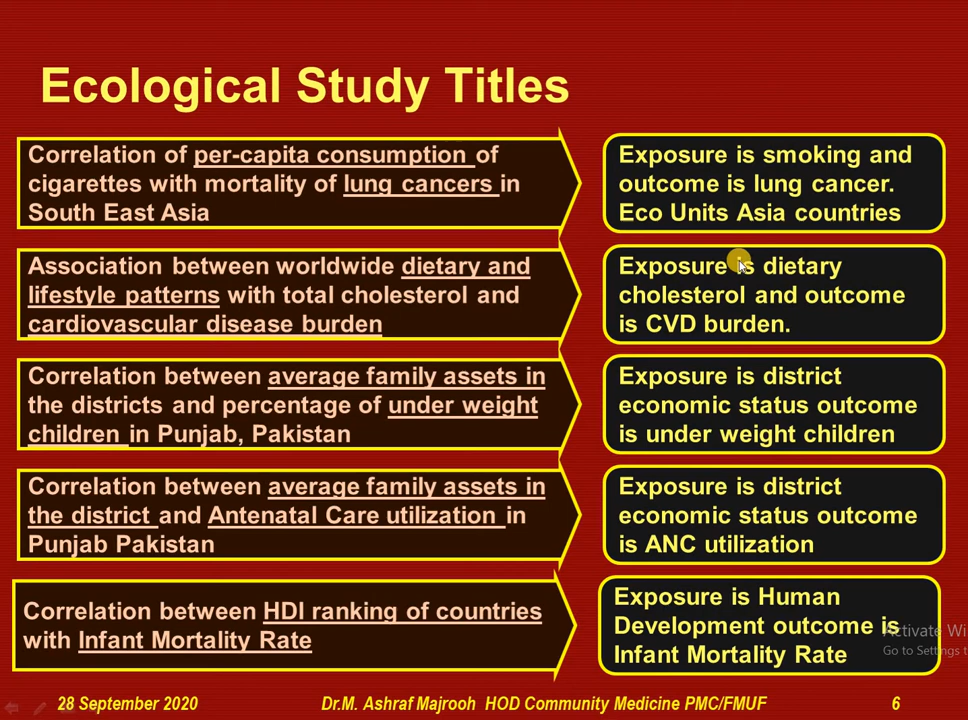 Ecological Study Titles
Correlation of per-capita consumption of
cigarettes with mortality of lung cancers in
South East Asia
Exposure is smoking and
outcome is lung cancer.
Eco Units Asia countries
Association between worldwide dietary and
lifestyle patterns with total cholesterol and
cardiovascular disease burden
Exposure is dietary
cholesterol and outcome
is CVD burden.
Correlation between average family assets in
the districts and percentage of under weight
children in Punjab, Pakistan
Exposure is district
economic status outcome
is under weight children
Correlation between average family assets in
the district and Antenatal Care utilization in
Punjab Pakistan
Exposure is district
economic status outcome
is ANC utilization
Correlation between HDI ranking of countries
with Infant Mortality Rate
Exposure is Human
Development outcome is
Infant Mortality Rate
Activate Wi
Go to Settings t
28 September 2020
Dr.M. Ashraf Majrooh HOD Community Medicine PMC/FMUF
6